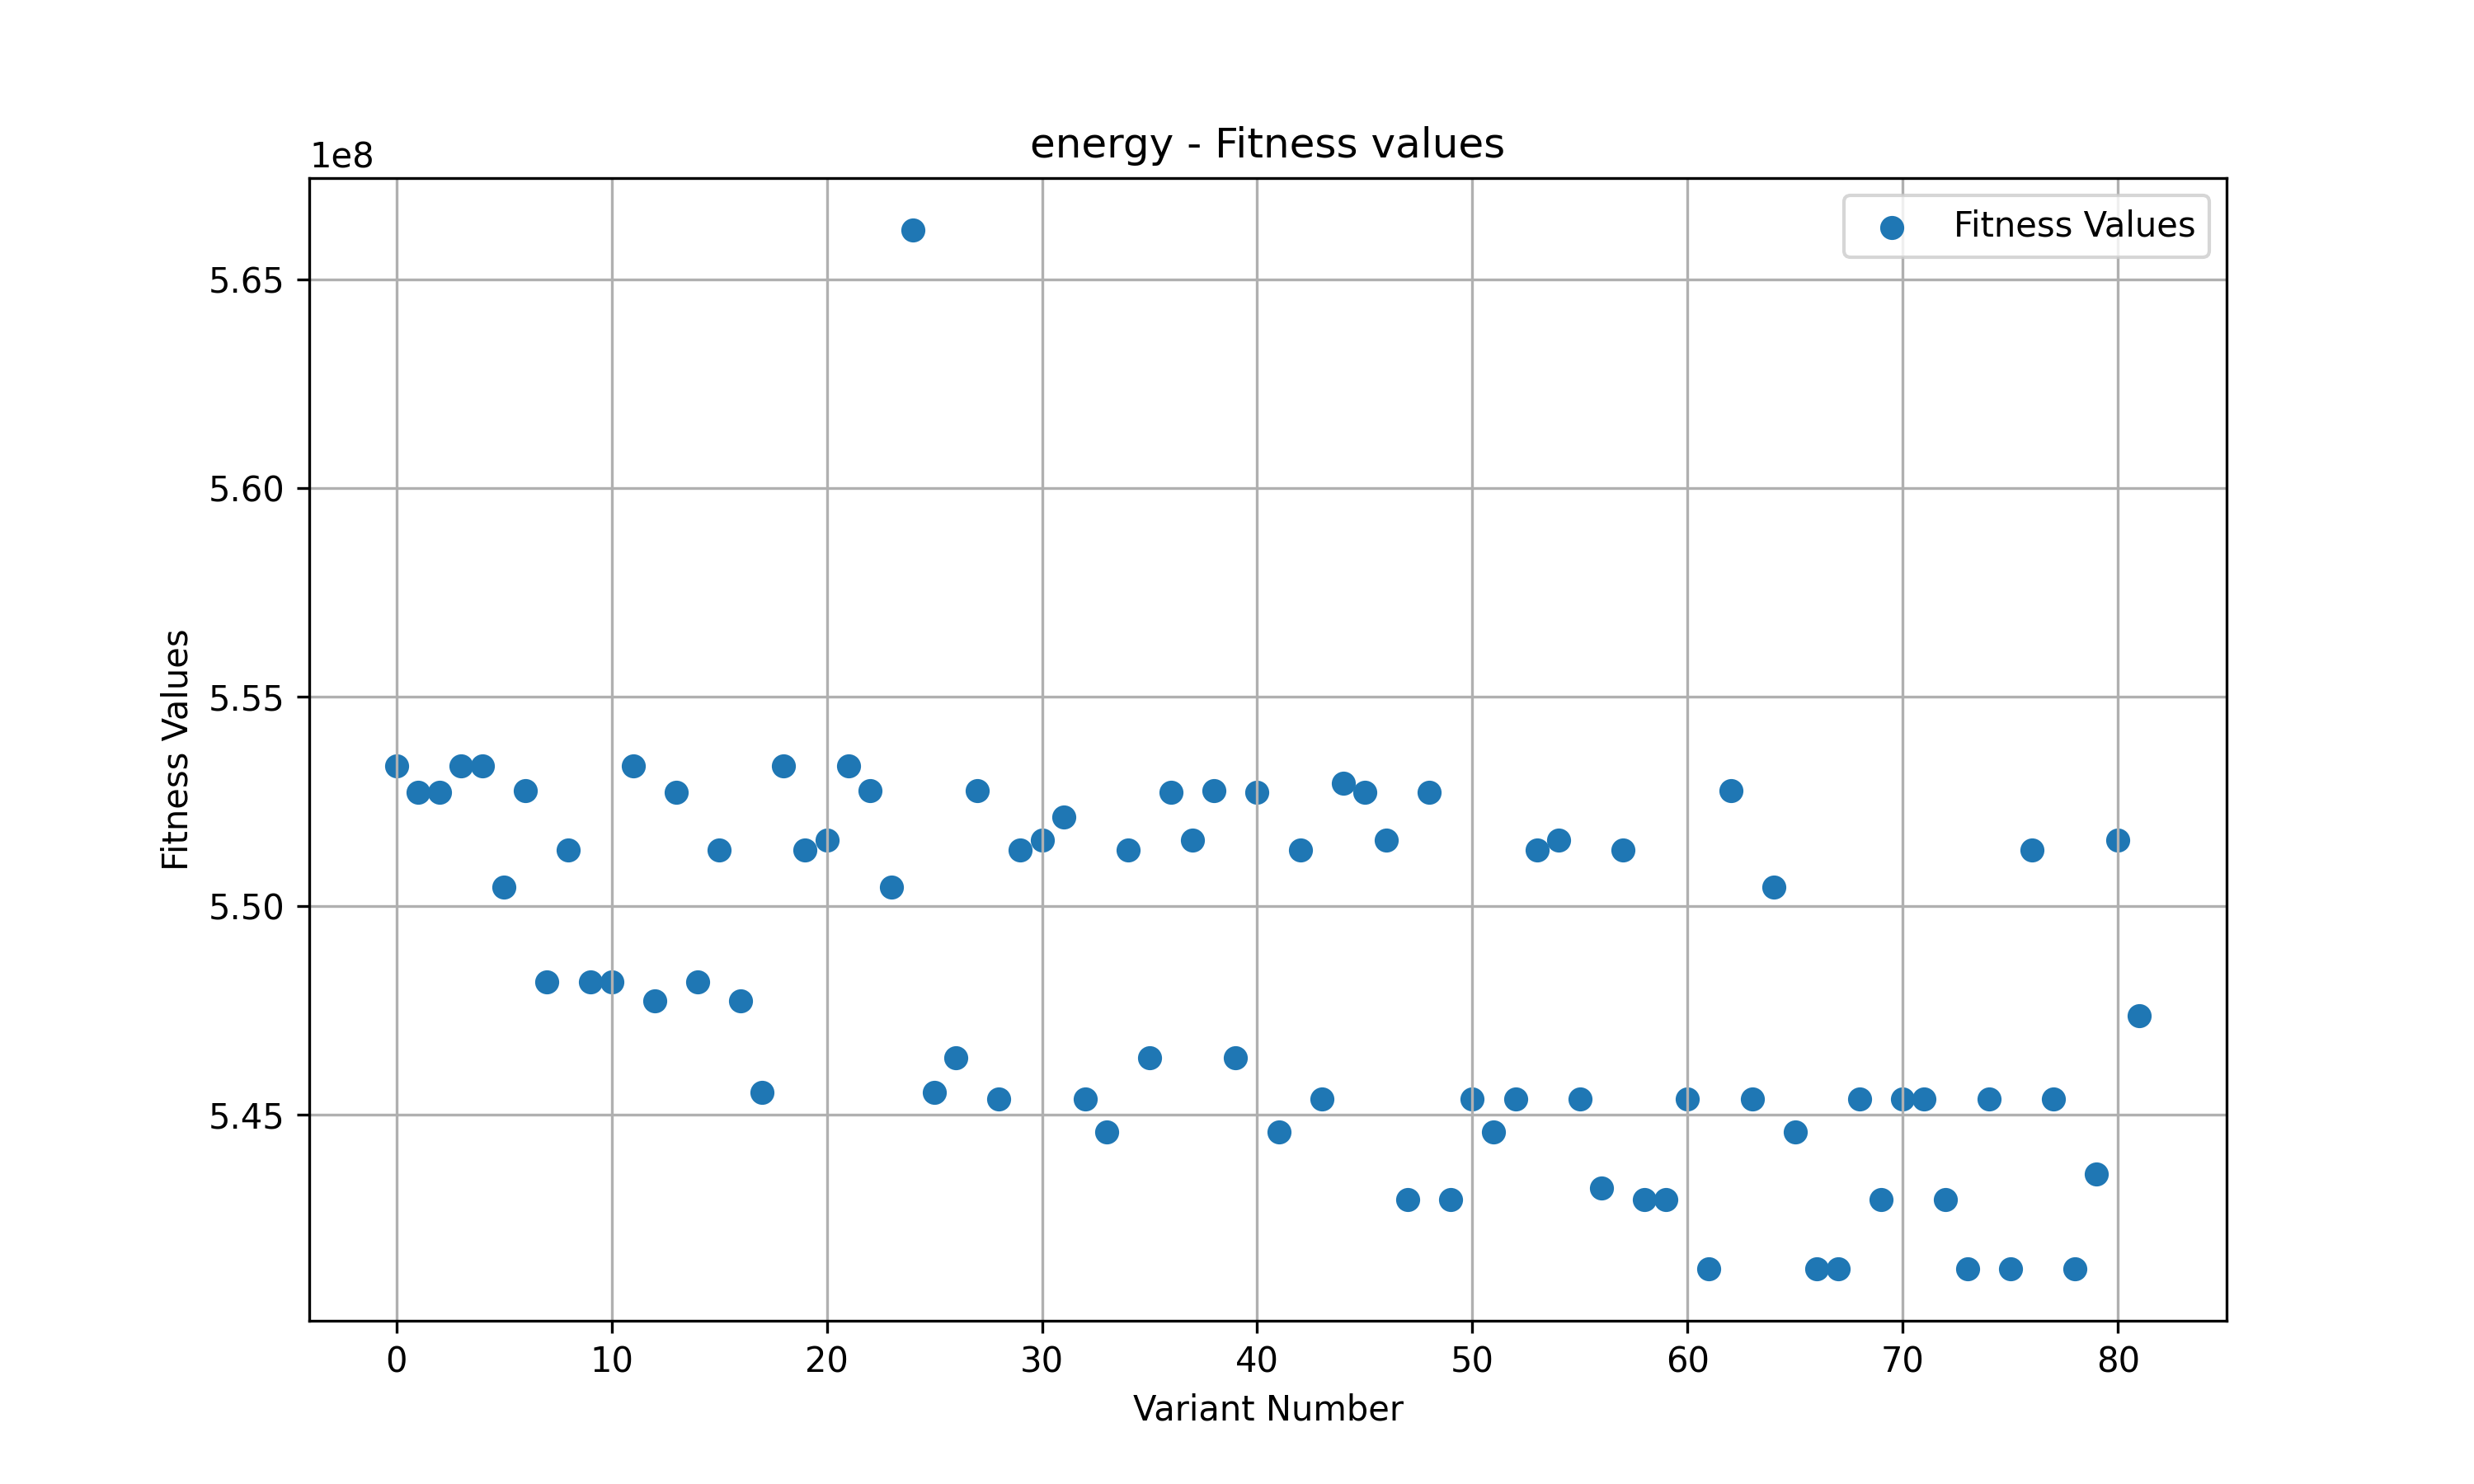 energy - Fitness values
1e8
Fitness Values
5.65
5.60
5.55
5.50
5.45
Fitness Values
0 10 20 30 40 50 60 70 80
Variant Number